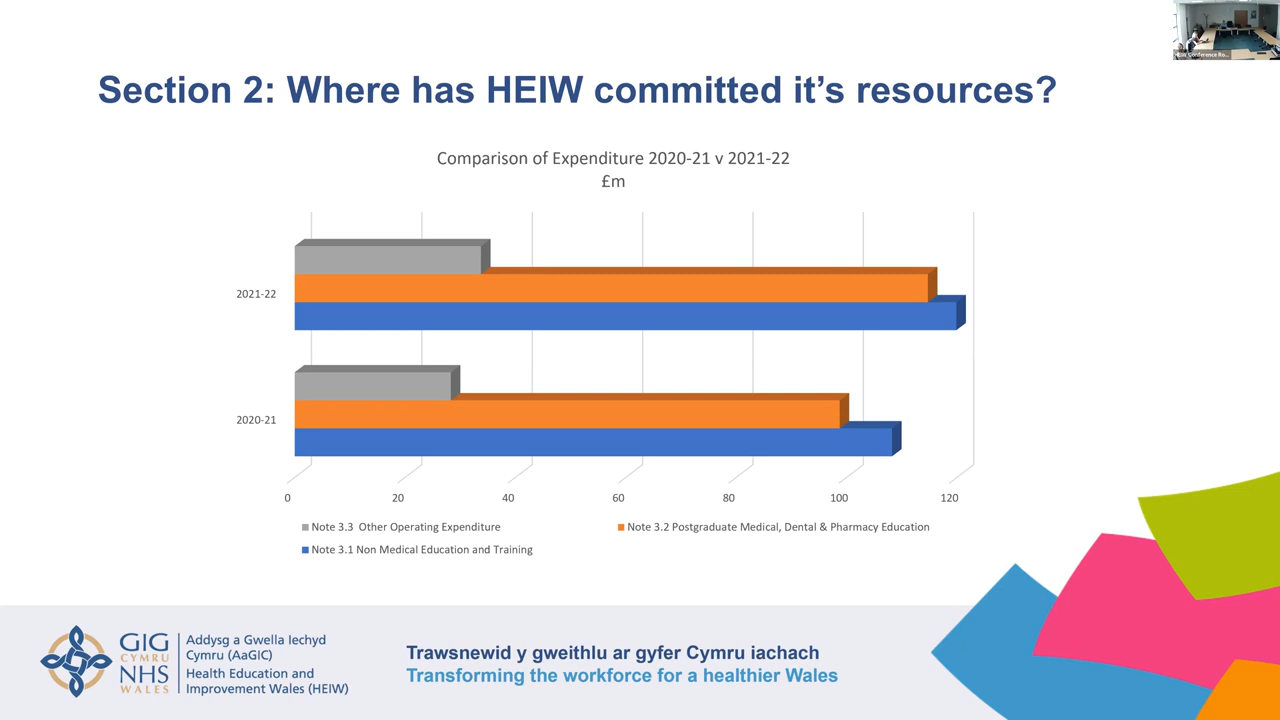 Conference Ro...
Section 2: Where has HEIW committed it’s resources?
Comparison of Expenditure 2020-21 v 2021-22
£m
2021-22
2020-21
0 20 40 60 80 100 120
Note 3.3 Other Operating Expenditure
Note 3.2 Postgraduate Medical, Dental & Pharmacy Education
Note 3.1 Non Medical Education and Training
GIG
CYMRU
NHS
WALES
Addysg a Gwella Iechyd
Cymru (AaGIC)
Health Education and
Improvement Wales (HEIW)
Trawsnewid y gweithlu ar gyfer Cymru iachach
Transforming the workforce for a healthier Wales